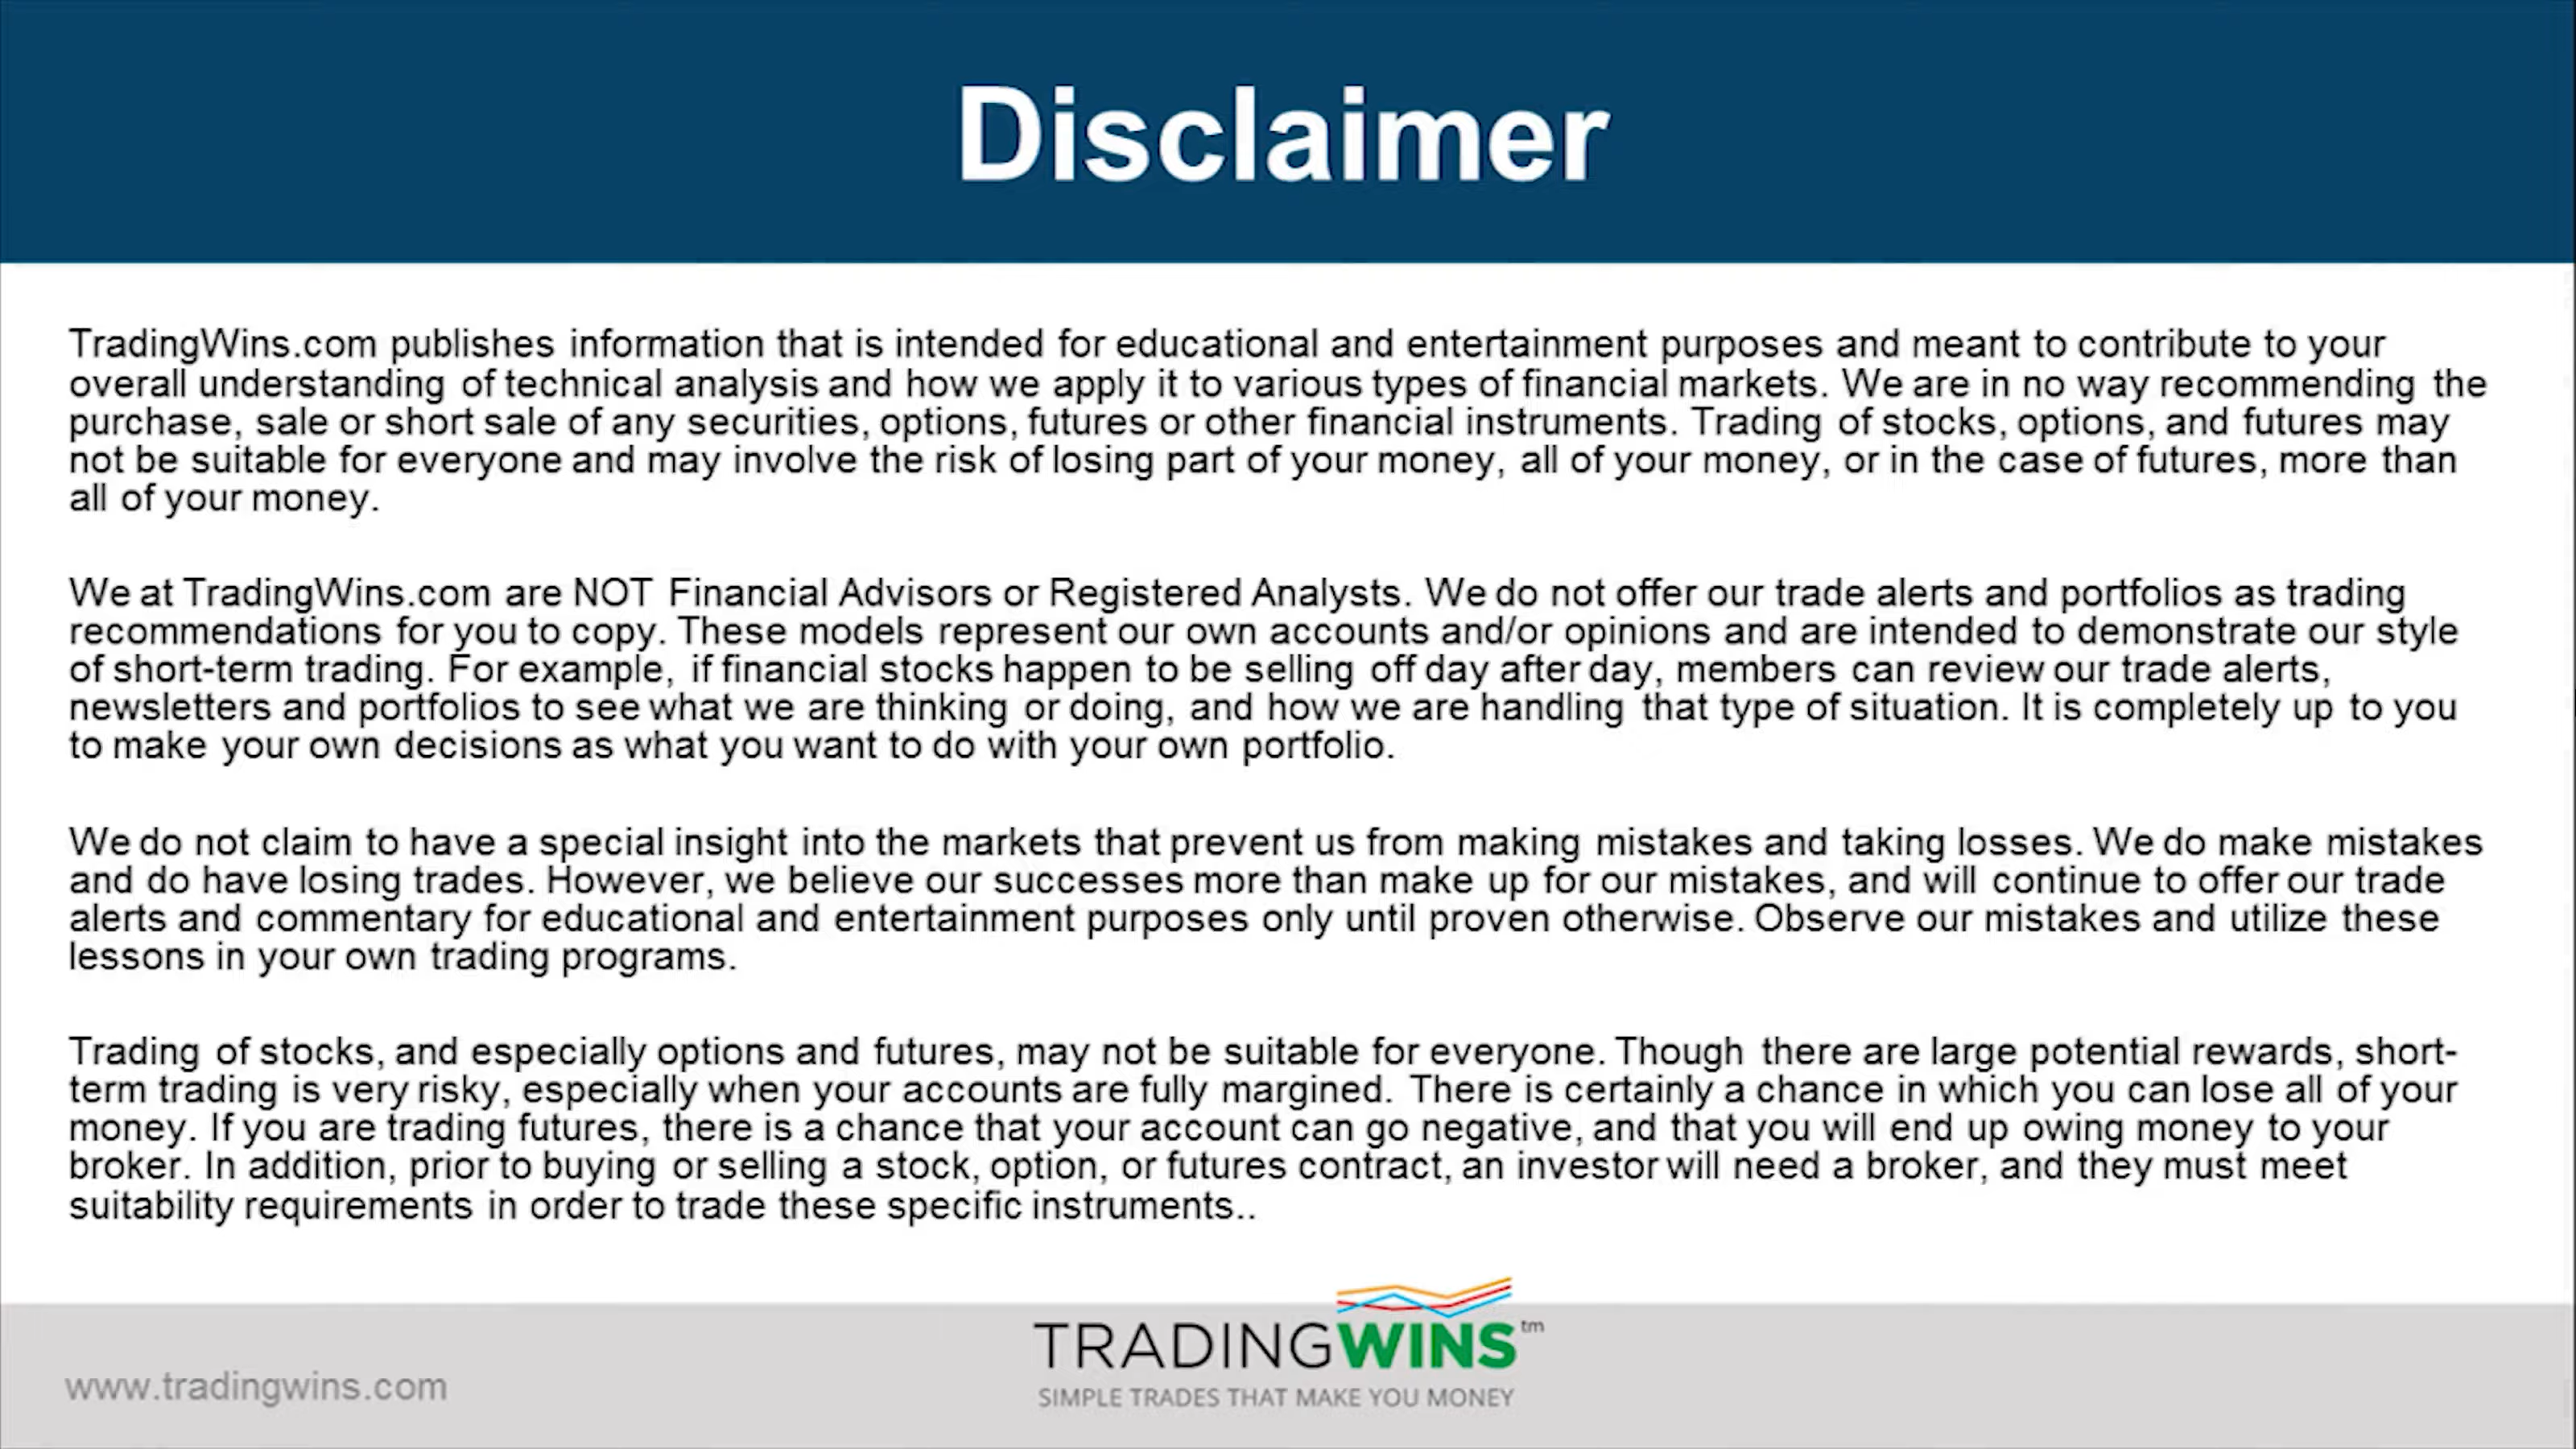 Disclaimer
TradingWins.com publishes information that is intended for educational and entertainment purposes and meant to contribute to your
overall understanding of technical analysis and how we apply it to various types of financial markets. We are in no way recommending the
purchase, sale or short sale of any securities, options, futures or other financial instruments. Trading of stocks, options, and futures may
not be suitable for everyone and may involve the risk of losing part of your money, all of your money, or in the case of futures, more than
all of your money.
We at TradingWins.com are NOT Financial Advisors or Registered Analysts. We do not offer our trade alerts and portfolios as trading
recommendations for you to copy. These models represent our own accounts and/or opinions and are intended to demonstrate our style
of short-term trading. For example, if financial stocks happen to be selling off day after day, members can review our trade alerts,
newsletters and portfolios to see what we are thinking or doing, and how we are handling that type of situation. It is completely up to you
to make your own decisions as what you want to do with your own portfolio.
We do not claim to have a special insight into the markets that prevent us from making mistakes and taking losses. We do make mistakes
and do have losing trades. However, we believe our successes more than make up for our mistakes, and will continue to offer our trade
alerts and commentary for educational and entertainment purposes only until proven otherwise. Observe our mistakes and utilize these
lessons in your own trading programs.
Trading of stocks, and especially options and futures, may not be suitable for everyone. Though there are large potential rewards, short-
term trading is very risky, especially when your accounts are fully margined. There is certainly a chance in which you can lose all of your
money. If you are trading futures, there is a chance that your account can go negative, and that you will end up owing money to your
broker. In addition, prior to buying or selling a stock, option, or futures contract, an investor will need a broker, and they must meet
suitability requirements in order to trade these specific instruments..
www.tradingwins.com
TRADINGWINS™
SIMPLE TRADES THAT MAKE YOU MONEY